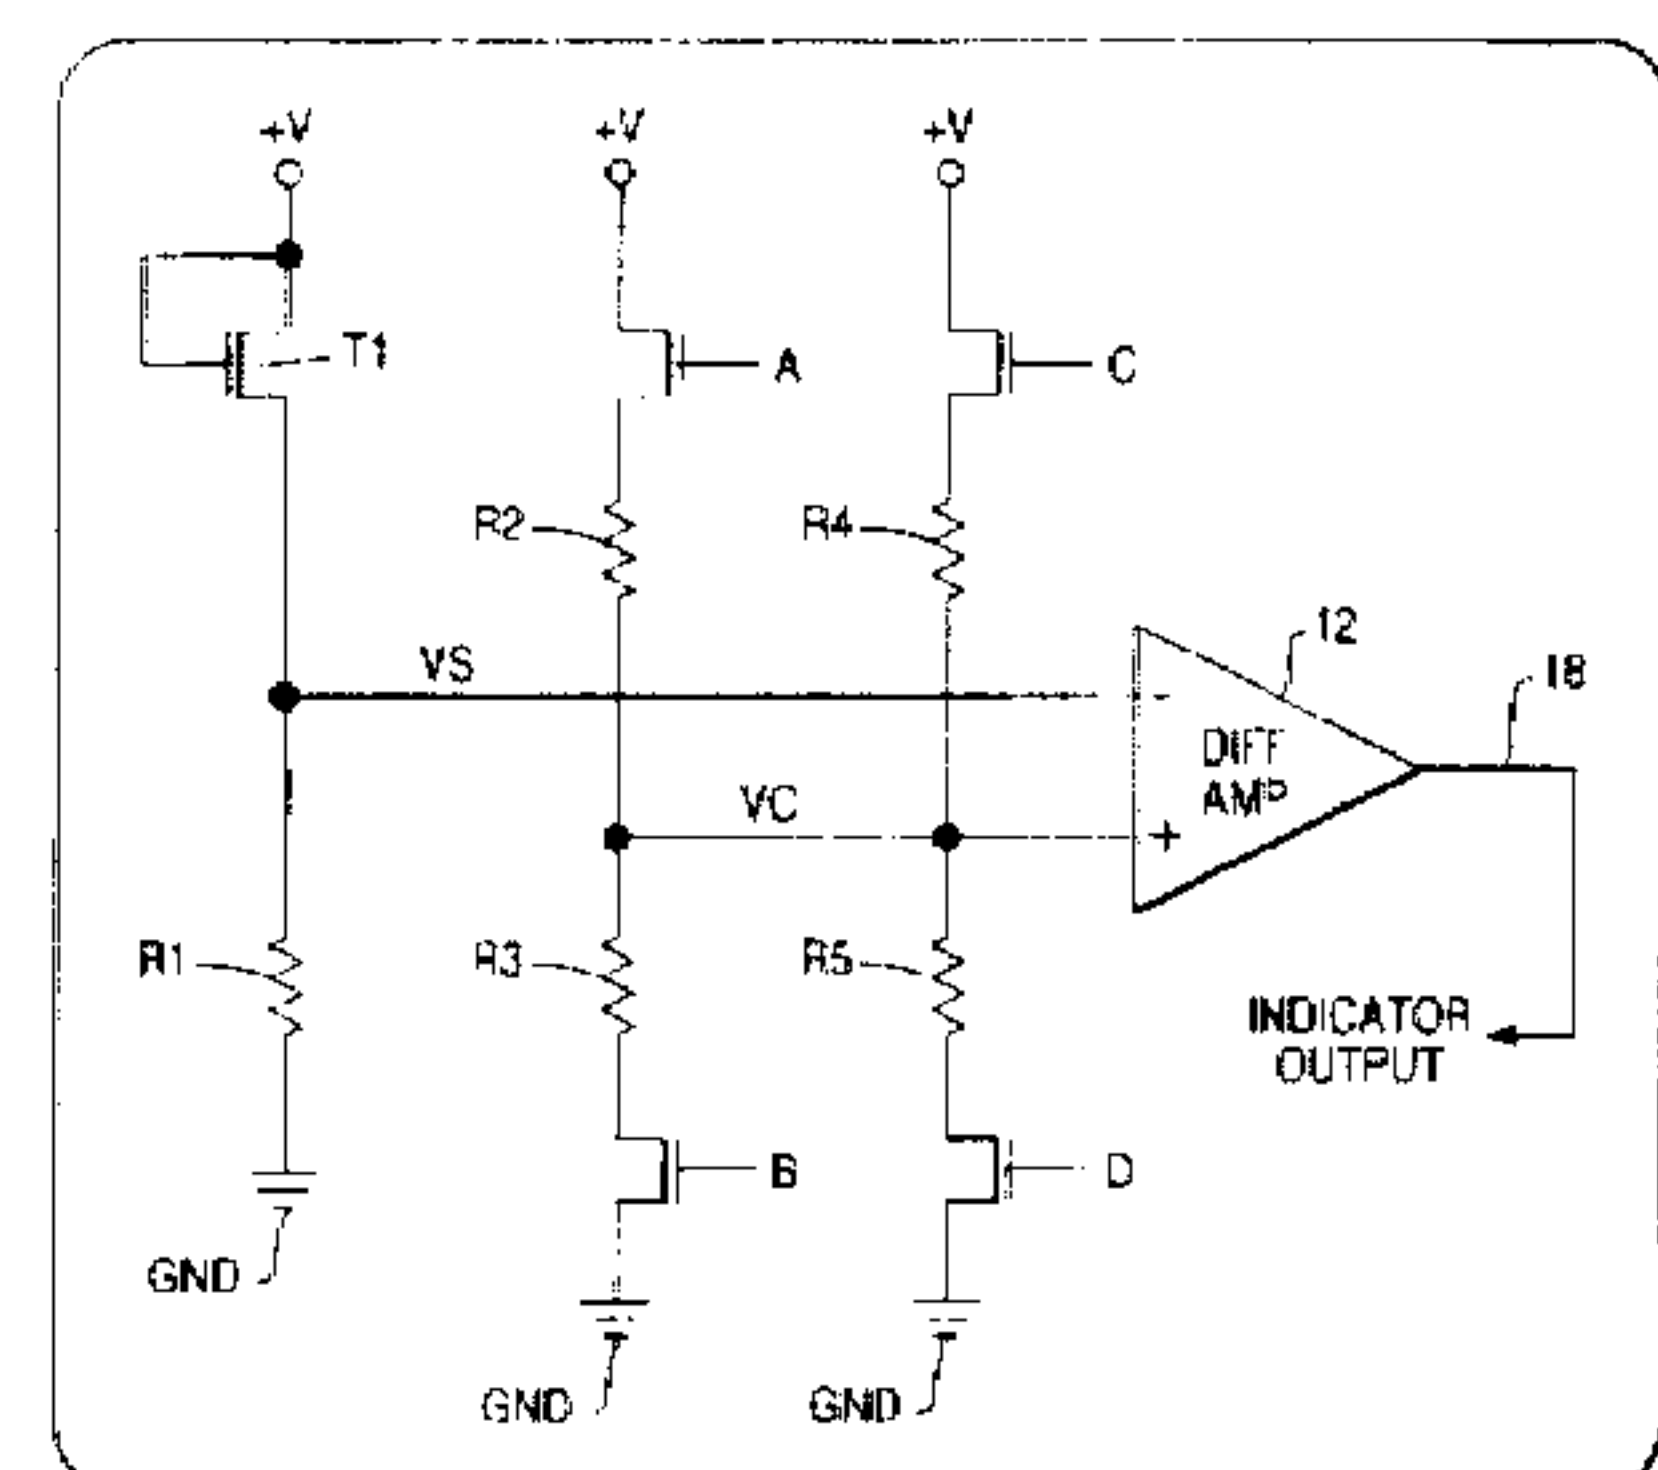 +V +V +V
T1 A C
R2 R4
12
VS 18
DIFF
AMP
VC
+
R1 R3 R5
INDICATOR
OUTPUT
B D
GND
GND GND